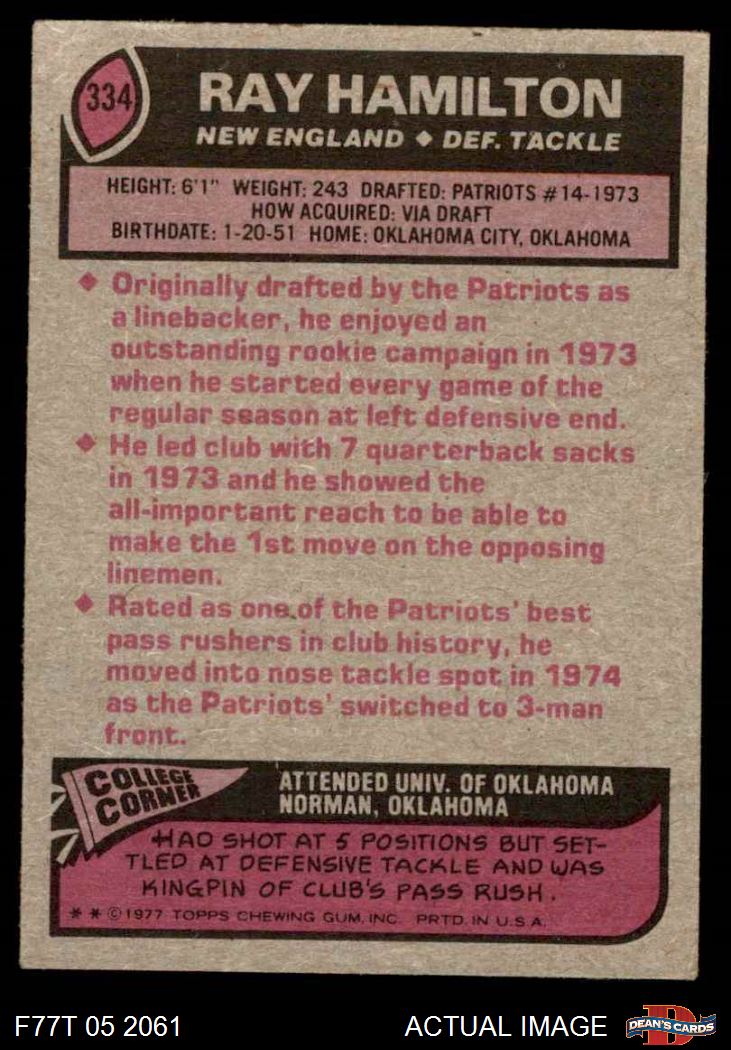 334
RAY HAMILTON
NEW ENGLAND ◆ DEF. TACKLE
HEIGHT: 6'1" WEIGHT: 243 DRAFTED: PATRIOTS #14-1973
HOW ACQUIRED: VIA DRAFT
BIRTHDATE: 1-20-51 HOME: OKLAHOMA CITY, OKLAHOMA
◆ Originally drafted by the Patriots as
a linebacker, he enjoyed an
outstanding rookie campaign in 1973
when he started every game of the
regular season at left defensive end.
◆ He led club with 7 quarterback sacks
in 1973 and he showed the
all-important reach to be able to
make the 1st move on the opposing
linemen.
◆ Rated as one of the Patriots' best
pass rushers in club history, he
moved into nose tackle spot in 1974
as the Patriots' switched to 3-man
front.
COLLEGE
CORNER
ATTENDED UNIV. OF OKLAHOMA
NORMAN, OKLAHOMA
HAD SHOT AT 5 POSITIONS BUT SET-
TLED AT DEFENSIVE TACKLE AND WAS
KINGPIN OF CLUB'S PASS RUSH.
* * © 1977 TOPPS CHEWING GUM, INC. PRTD. IN U.S.A.
F77T 05 2061
ACTUAL IMAGE
DEAN'S CARDS